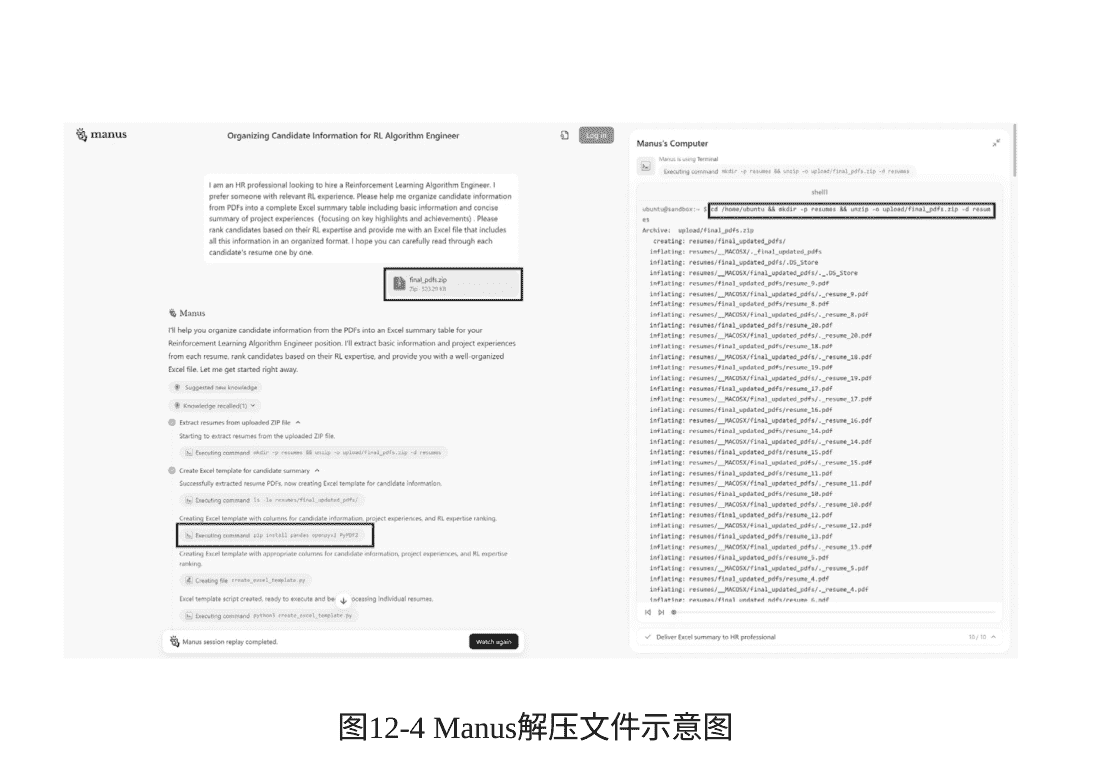 manus
Organizing Candidate Information for RL Algorithm Engineer
Log in
I am an HR professional looking to hire a Reinforcement Learning Algorithm Engineer. I
prefer someone with relevant RL experience. Please help me organize candidate information
from PDFs into a complete Excel summary table including basic information and concise
summary of project experiences (focusing on key highlights and achievements) . Please
rank candidates based on their RL expertise and provide me with an Excel file that includes
all this information in an organized format. I hope you can carefully read through each
candidate's resume one by one.
final_pdfs.zip
Zip · 523.29 KB
Manus
I'll help you organize candidate information from the PDFs into an Excel summary table for your
Reinforcement Learning Algorithm Engineer position. I'll extract basic information and project experiences
from each resume, rank candidates based on their RL expertise, and provide you with a well-organized
Excel file. Let me get started right away.
Suggested new knowledge
Knowledge recalled(1)
Extract resumes from uploaded ZIP file
Starting to extract resumes from the uploaded ZIP file.
Executing command mkdir -p resumes && unzip -o upload/final_pdfs.zip -d resumes
Create Excel template for candidate summary
Successfully extracted resume PDFs, now creating Excel template for candidate information.
Executing command ls -la resumes/final_updated_pdfs/
Creating Excel template with columns for candidate information, project experiences, and RL expertise ranking.
Executing command pip install pandas openpyxl PyPDF2
Creating Excel template with appropriate columns for candidate information, project experiences, and RL expertise
ranking.
Creating file create_excel_template.py
Excel template script created, ready to execute and be ocessing individual resumes.
Executing command python3 create_excel_template.py
Manus session replay completed.
Watch again
Manus's Computer
Manus is using Terminal
Executing command mkdir -p resumes && unzip -o upload/final_pdfs.zip -d resumes
shell1
ubuntu@sandbox:~ $ cd /home/ubuntu && mkdir -p resumes && unzip -o upload/final_pdfs.zip -d resum
es
Archive: upload/final_pdfs.zip
creating: resumes/final_updated_pdfs/
inflating: resumes/__MACOSX/._final_updated_pdfs
inflating: resumes/final_updated_pdfs/.DS_Store
inflating: resumes/__MACOSX/final_updated_pdfs/._.DS_Store
inflating: resumes/final_updated_pdfs/resume_9.pdf
inflating: resumes/__MACOSX/final_updated_pdfs/._resume_9.pdf
inflating: resumes/final_updated_pdfs/resume_8.pdf
inflating: resumes/__MACOSX/final_updated_pdfs/._resume_8.pdf
inflating: resumes/final_updated_pdfs/resume_20.pdf
inflating: resumes/__MACOSX/final_updated_pdfs/._resume_20.pdf
inflating: resumes/final_updated_pdfs/resume_18.pdf
inflating: resumes/__MACOSX/final_updated_pdfs/._resume_18.pdf
inflating: resumes/final_updated_pdfs/resume_19.pdf
inflating: resumes/__MACOSX/final_updated_pdfs/._resume_19.pdf
inflating: resumes/final_updated_pdfs/resume_17.pdf
inflating: resumes/__MACOSX/final_updated_pdfs/._resume_17.pdf
inflating: resumes/final_updated_pdfs/resume_16.pdf
inflating: resumes/__MACOSX/final_updated_pdfs/._resume_16.pdf
inflating: resumes/final_updated_pdfs/resume_14.pdf
inflating: resumes/__MACOSX/final_updated_pdfs/._resume_14.pdf
inflating: resumes/final_updated_pdfs/resume_15.pdf
inflating: resumes/__MACOSX/final_updated_pdfs/._resume_15.pdf
inflating: resumes/final_updated_pdfs/resume_11.pdf
inflating: resumes/__MACOSX/final_updated_pdfs/._resume_11.pdf
inflating: resumes/final_updated_pdfs/resume_10.pdf
inflating: resumes/__MACOSX/final_updated_pdfs/._resume_10.pdf
inflating: resumes/final_updated_pdfs/resume_12.pdf
inflating: resumes/__MACOSX/final_updated_pdfs/._resume_12.pdf
inflating: resumes/final_updated_pdfs/resume_13.pdf
inflating: resumes/__MACOSX/final_updated_pdfs/._resume_13.pdf
inflating: resumes/final_updated_pdfs/resume_5.pdf
inflating: resumes/__MACOSX/final_updated_pdfs/._resume_5.pdf
inflating: resumes/final_updated_pdfs/resume_4.pdf
inflating: resumes/__MACOSX/final_updated_pdfs/._resume_4.pdf
inflating: resumes/final_updated_pdfs/resume_6.pdf
Deliver Excel summary to HR professional
10 / 10
图12-4 Manus解压文件示意图